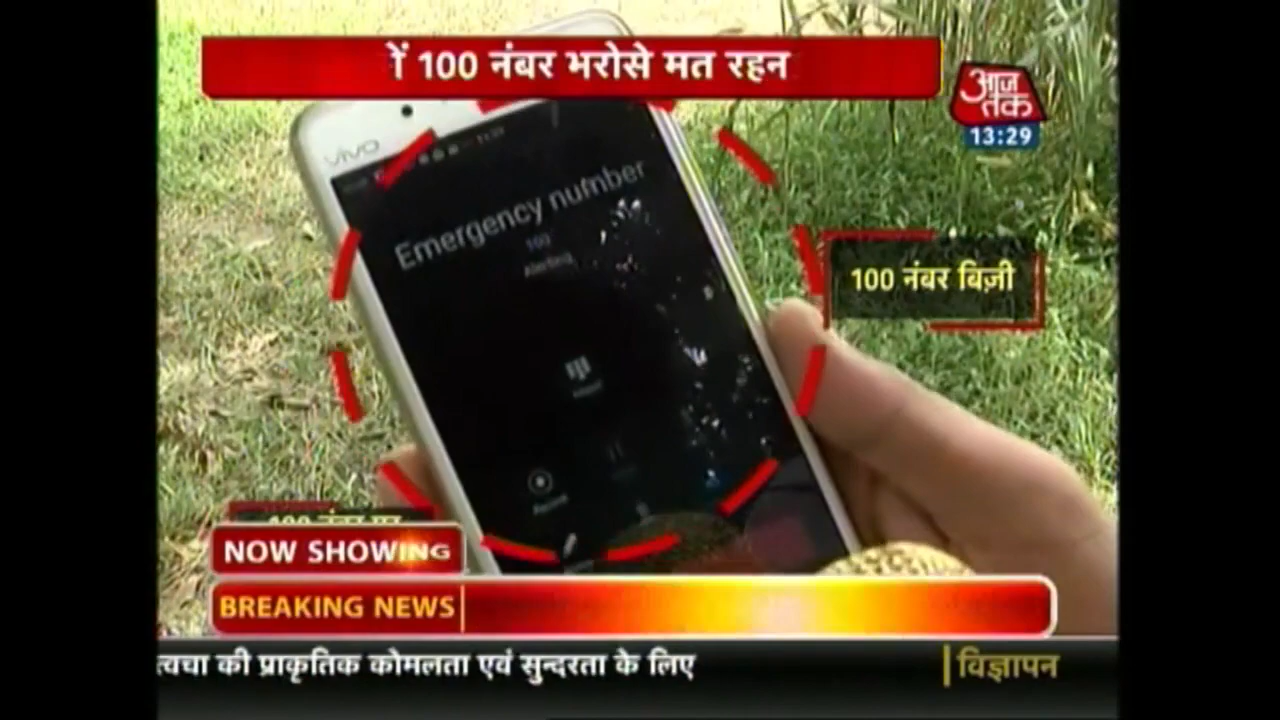 100 नंबर भरोसे मत रहन
आज
तक
13:29
vivo
Emergency number
100
100 नंबर बिज़ी
NOW SHOWING
BREAKING NEWS
त्वचा की प्राकृतिक कोमलता एवं सुन्दरता के लिए
विज्ञापन